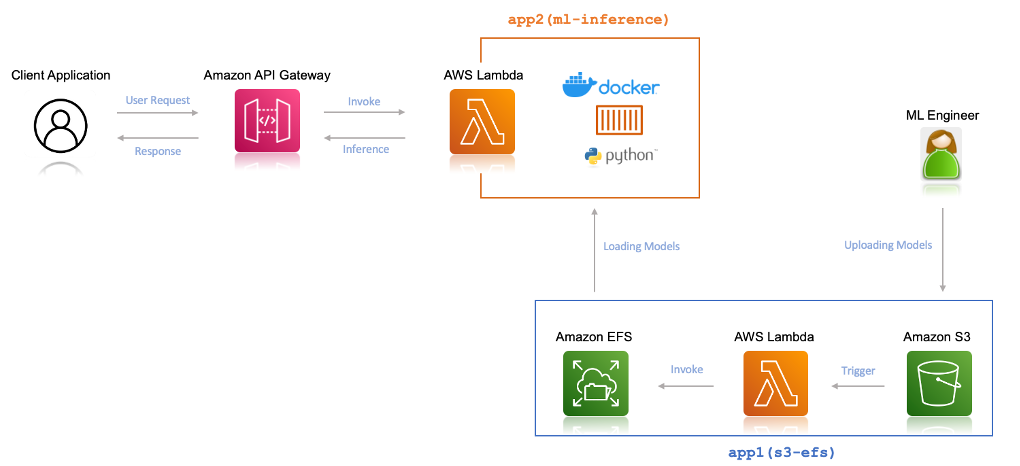 app2(ml-inference)
Client Application
Amazon API Gateway
AWS Lambda
docker
User Request
Invoke
Response
Inference
python™
ML Engineer
Loading Models
Uploading Models
Amazon EFS
AWS Lambda
Amazon S3
Invoke
Trigger
app1(s3-efs)